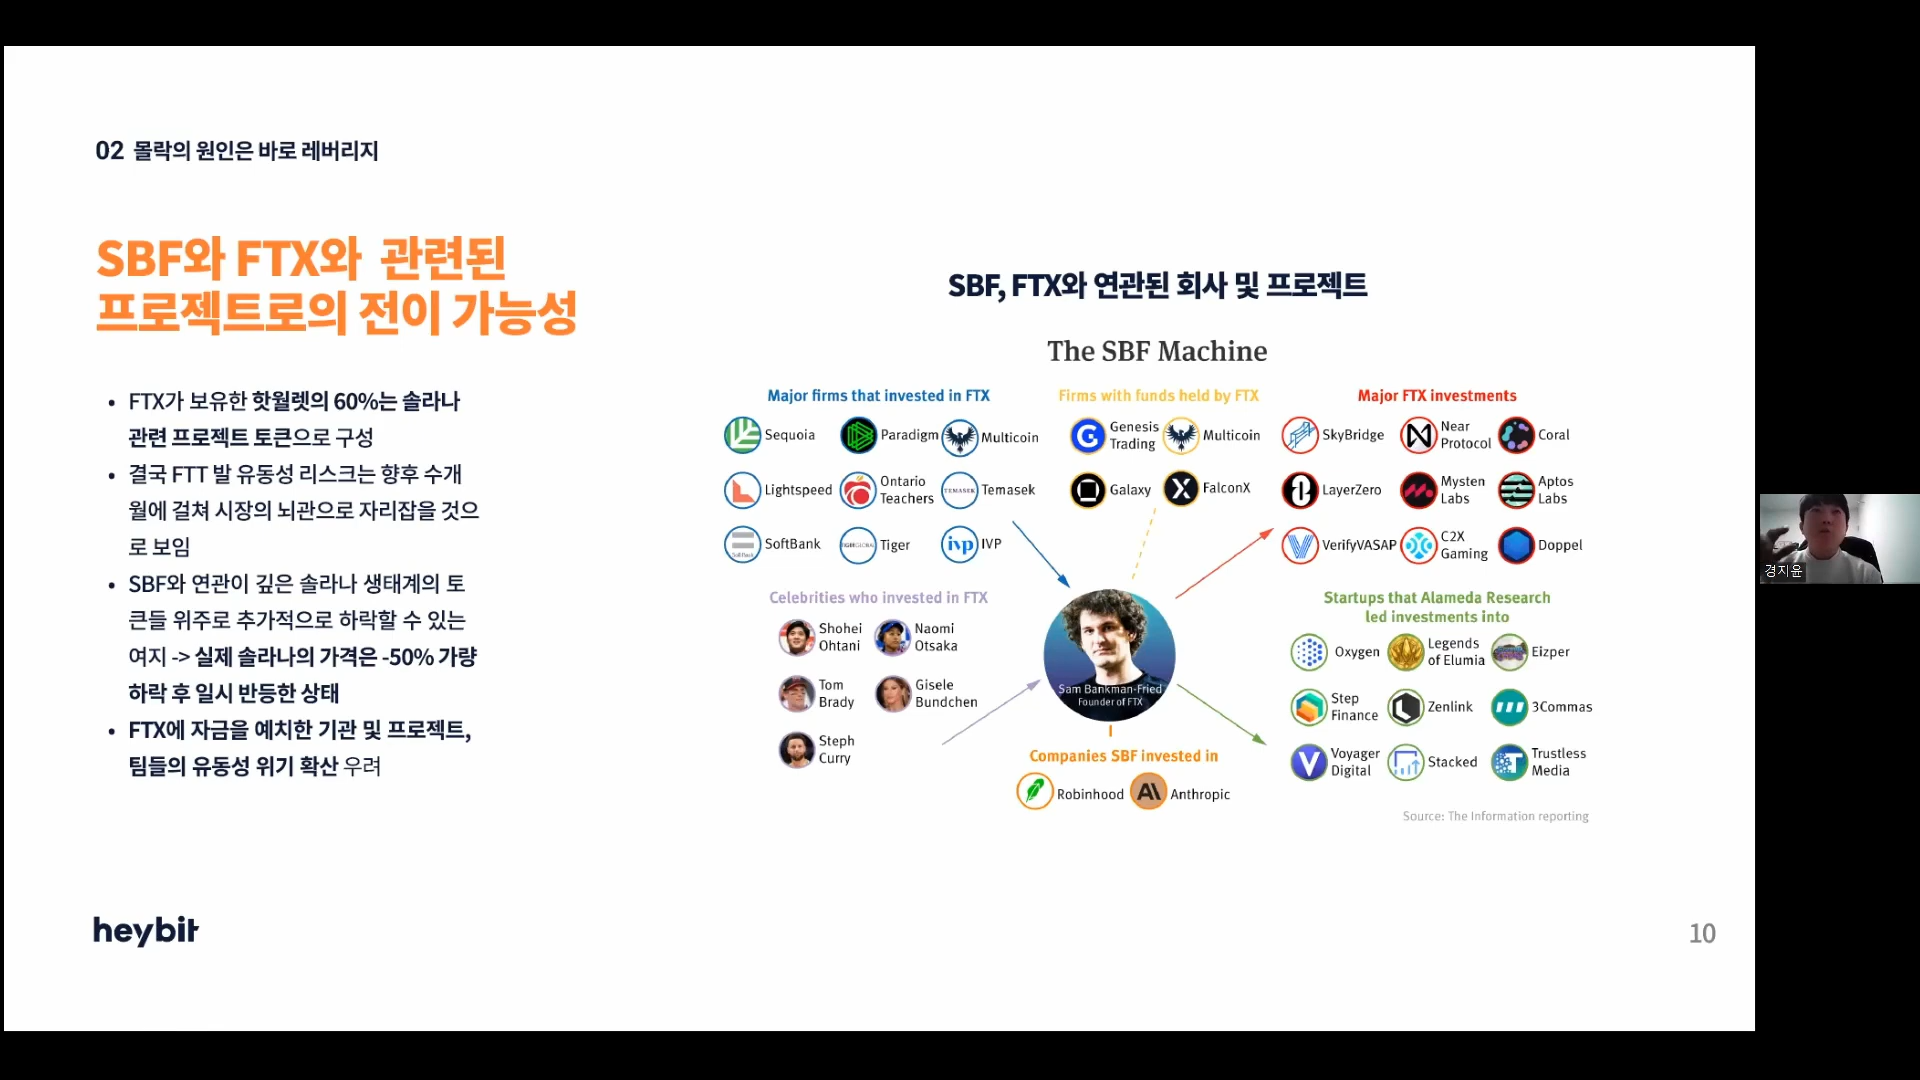 02 몰락의 원인은 바로 레버리지
SBF와 FTX와 관련된
프로젝트로의 전이 가능성
• FTX가 보유한 핫월렛의 60%는 솔라나
관련 프로젝트 토큰으로 구성
• 결국 FTT 발 유동성 리스크는 향후 수개
월에 걸쳐 시장의 뇌관으로 자리잡을 것으
로 보임
• SBF와 연관이 깊은 솔라나 생태계의 토
큰들 위주로 추가적으로 하락할 수 있는
여지 -> 실제 솔라나의 가격은 -50% 가량
하락 후 일시 반등한 상태
• FTX에 자금을 예치한 기관 및 프로젝트,
팀들의 유동성 위기 확산 우려
SBF, FTX와 연관된 회사 및 프로젝트
The SBF Machine
Major firms that invested in FTX
Sequoia
Paradigm
Multicoin
Lightspeed
Ontario
Teachers
TEMASEK
Temasek
SoftBank
SoftBank
TIGERGLOBAL
Tiger
ivp
IVP
Firms with funds held by FTX
Genesis
Trading
Multicoin
Galaxy
FalconX
Major FTX investments
SkyBridge
Near
Protocol
Coral
LayerZero
Mysten
Labs
Aptos
Labs
VerifyVASAP
C2X
Gaming
Doppel
Celebrities who invested in FTX
Shohei
Ohtani
Naomi
Otsaka
Tom
Brady
Gisele
Bundchen
Steph
Curry
Sam Bankman-Fried
Founder of FTX
Companies SBF invested in
Robinhood
Anthropic
Startups that Alameda Research
led investments into
Oxygen
Legends
of Elumia
Eizper
Step
Finance
Zenlink
3Commas
Voyager
Digital
Stacked
Trustless
Media
Source: The Information reporting
heybit
10
경지윤